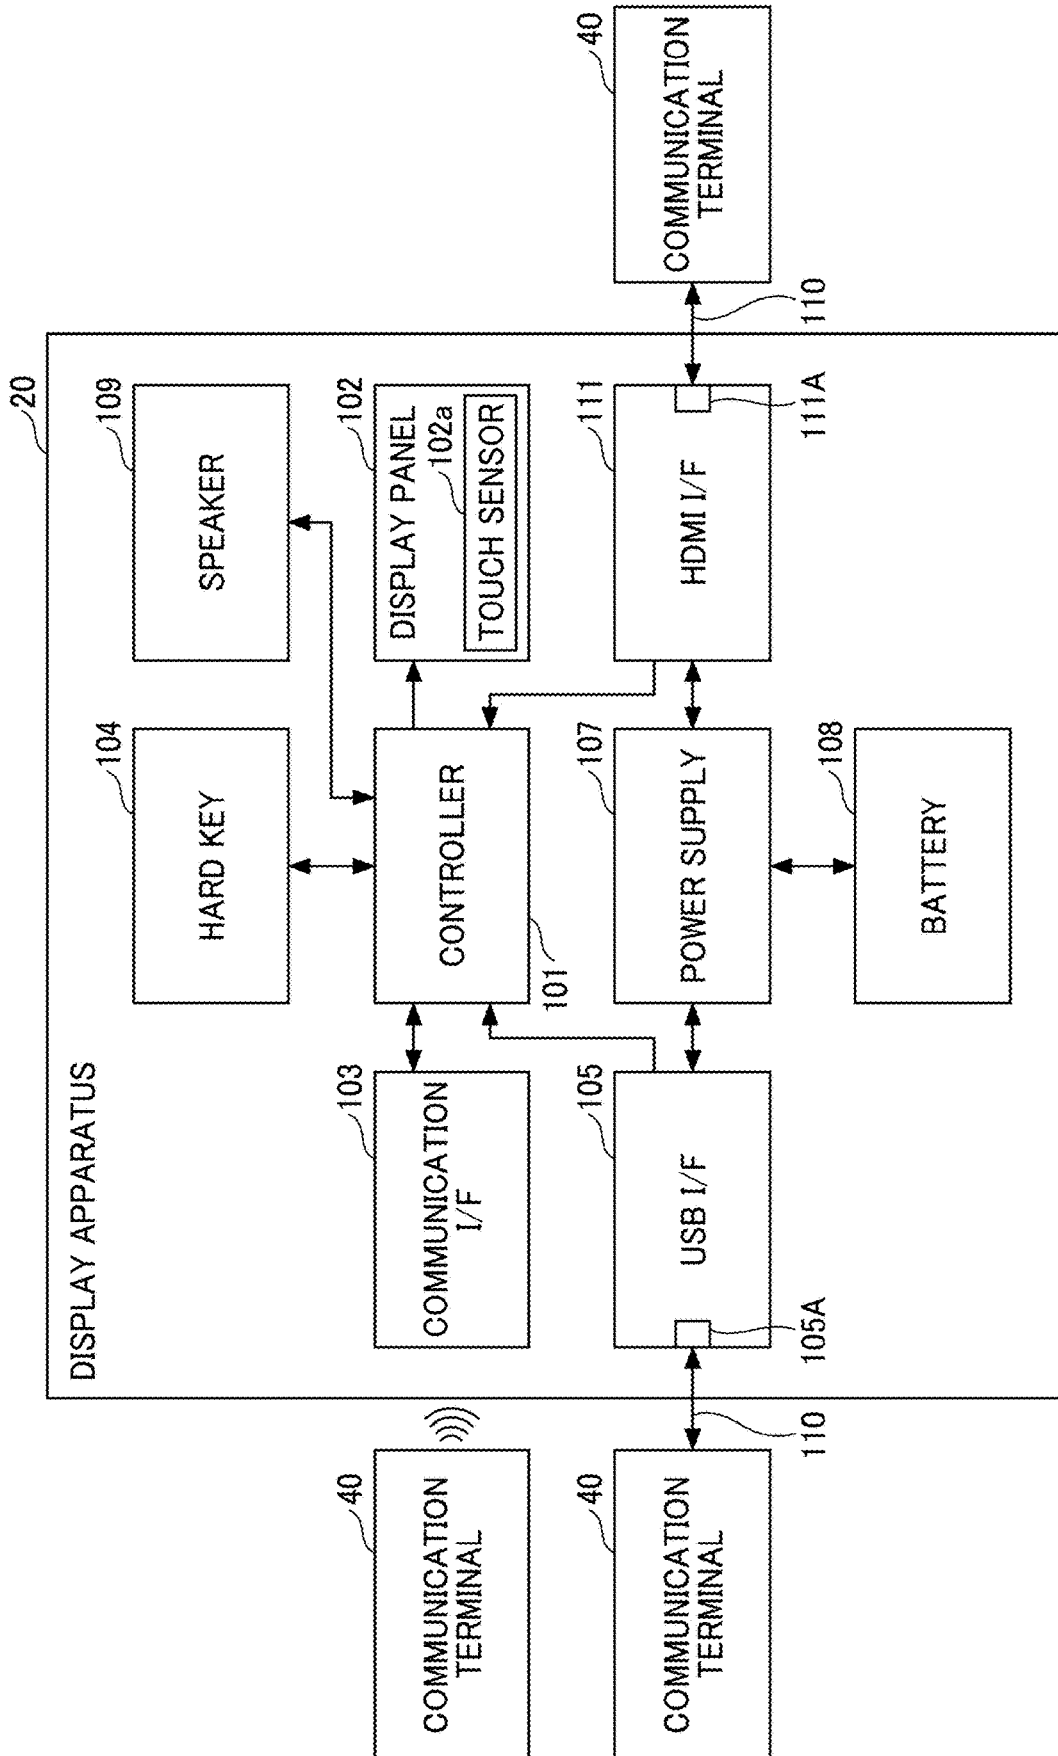 20
DISPLAY APPARATUS
104
HARD KEY
109
SPEAKER
40
COMMUNICATION
TERMINAL
103
COMMUNICATION
I/F
CONTROLLER
101
102
DISPLAY PANEL
102a
TOUCH SENSOR
40
COMMUNICATION
TERMINAL
110
105
USB I/F
105A
107
POWER SUPPLY
111
HDMI I/F
111A
110
40
COMMUNICATION
TERMINAL
108
BATTERY